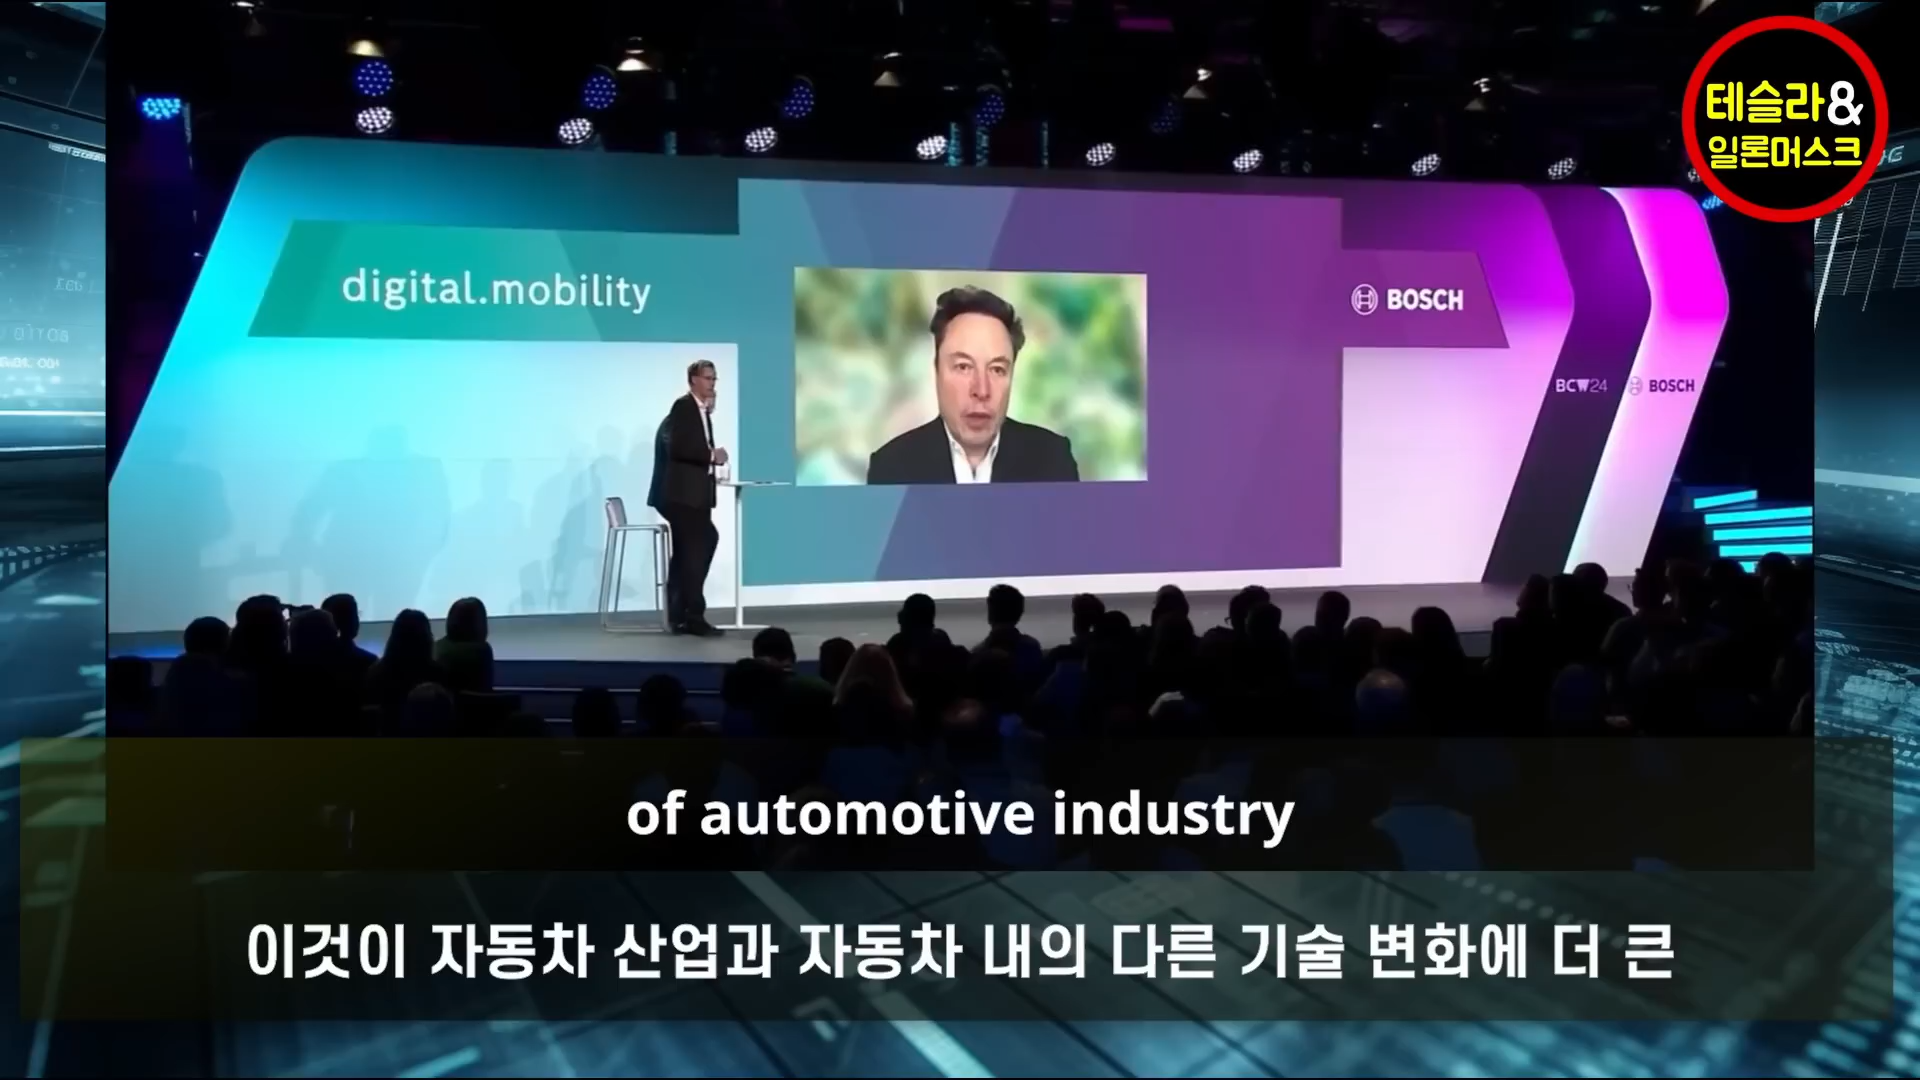 테슬라&
일론머스크
digital.mobility
BOSCH
BCW24
BOSCH
of automotive industry
이것이 자동차 산업과 자동차 내의 다른 기술 변화에 더 큰